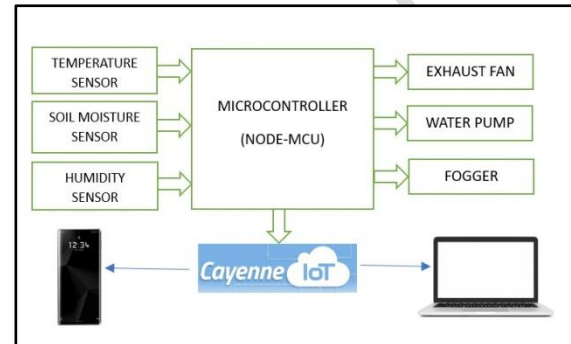 TEMPERATURE
SENSOR
SOIL MOISTURE
SENSOR
HUMIDITY
SENSOR
MICROCONTROLLER
(NODE-MCU)
EXHAUST FAN
WATER PUMP
FOGGER
12:34
Cayenne IoT